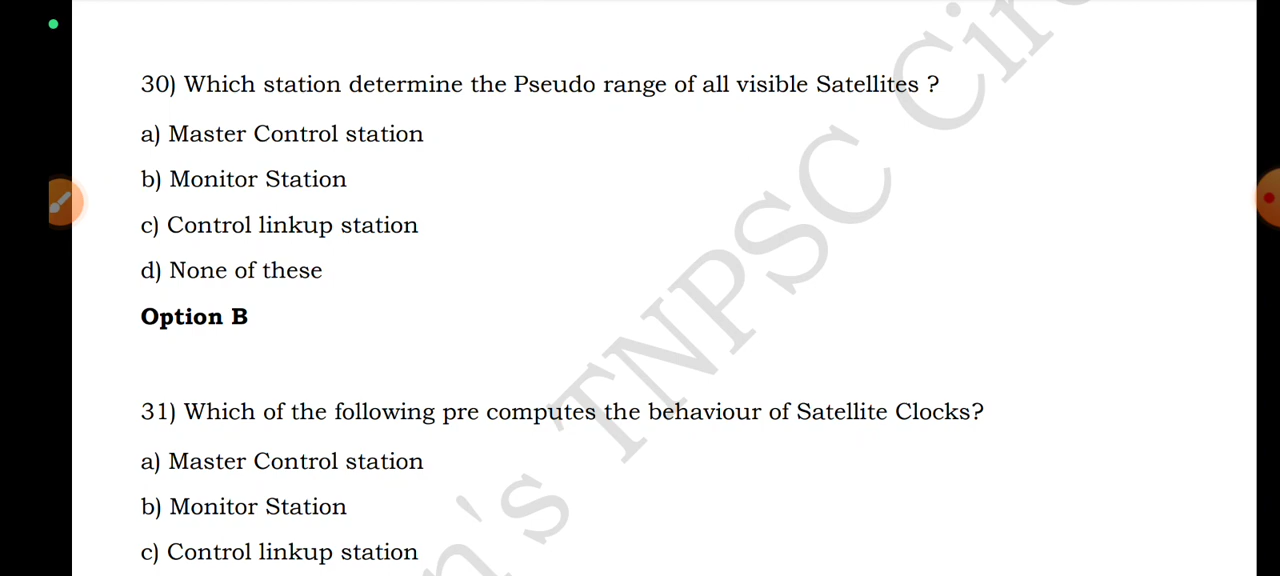 30) Which station determine the Pseudo range of all visible Satellites ?
a) Master Control station
b) Monitor Station
c) Control linkup station
d) None of these
Option B
31) Which of the following pre computes the behaviour of Satellite Clocks?
a) Master Control station
b) Monitor Station
c) Control linkup station
TNPSC